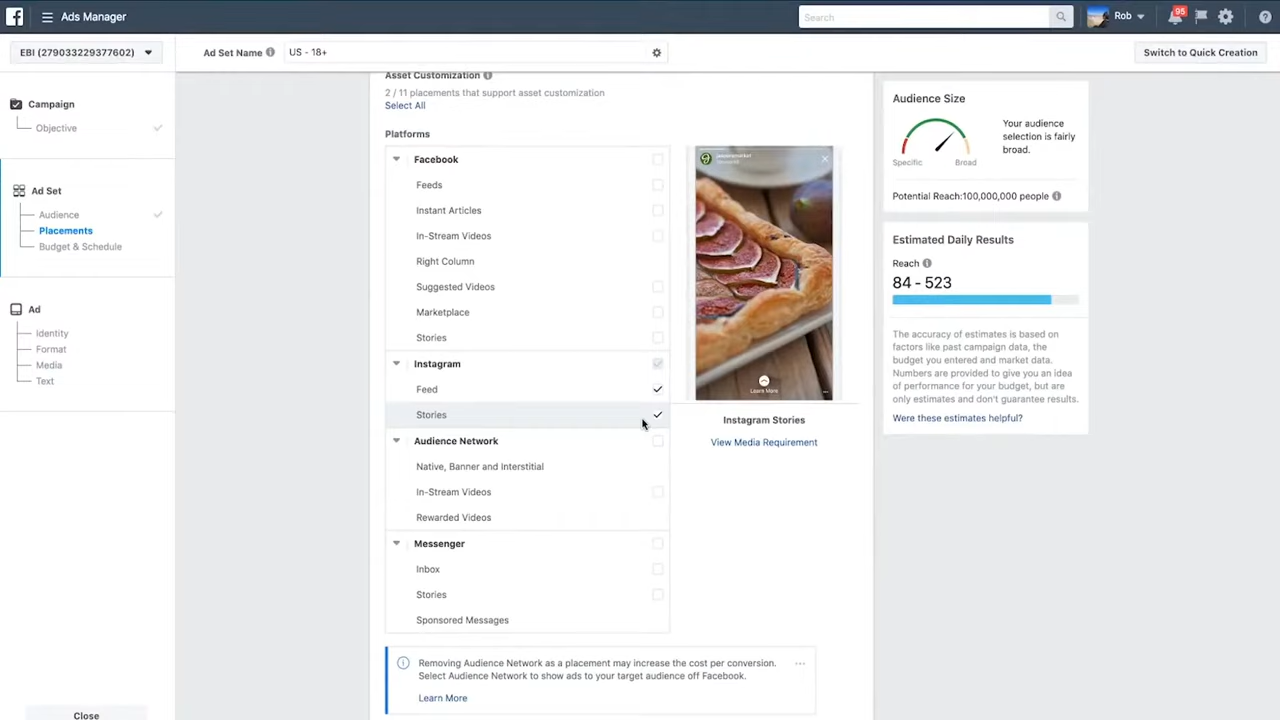 Ads Manager
Search
Rob
95
EBI (279033229377602)
Ad Set Name
US - 18+
Switch to Quick Creation
Campaign
Objective
Ad Set
Audience
Placements
Budget & Schedule
Ad
Identity
Format
Media
Text
Close
Asset Customization
2 / 11 placements that support asset customization
Select All
Platforms
Facebook
Feeds
Instant Articles
In-Stream Videos
Right Column
Suggested Videos
Marketplace
Stories
Instagram
Feed
Stories
Audience Network
Native, Banner and Interstitial
In-Stream Videos
Rewarded Videos
Messenger
Inbox
Stories
Sponsored Messages
Learn More
Instagram Stories
View Media Requirement
Removing Audience Network as a placement may increase the cost per conversion.
Select Audience Network to show ads to your target audience off Facebook.
Learn More
Audience Size
Specific
Broad
Your audience
selection is fairly
broad.
Potential Reach:100,000,000 people
Estimated Daily Results
Reach
84 - 523
The accuracy of estimates is based on
factors like past campaign data, the
budget you entered and market data.
Numbers are provided to give you an idea
of performance for your budget, but are
only estimates and don't guarantee results.
Were these estimates helpful?